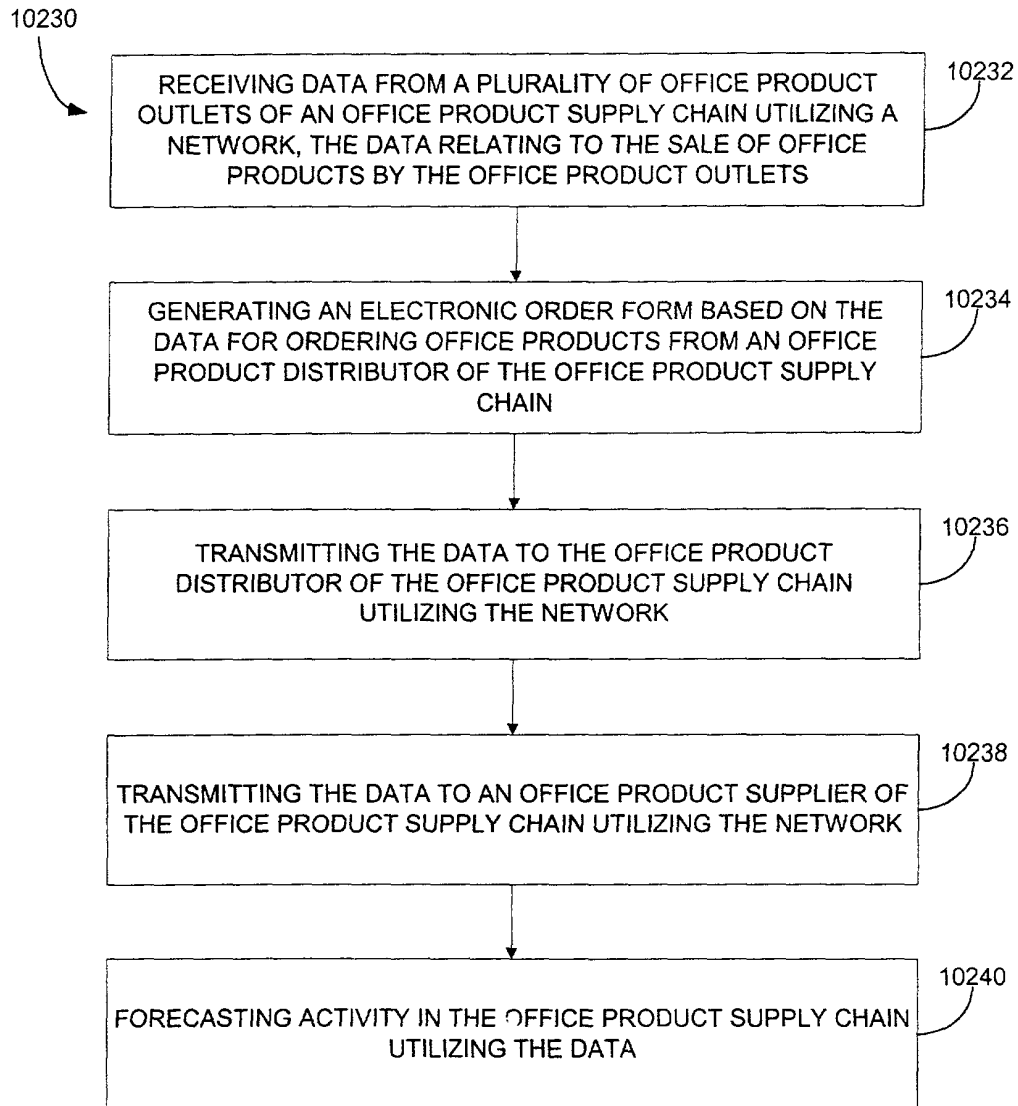 10230
RECEIVING DATA FROM A PLURALITY OF OFFICE PRODUCT
OUTLETS OF AN OFFICE PRODUCT SUPPLY CHAIN UTILIZING A
NETWORK, THE DATA RELATING TO THE SALE OF OFFICE
PRODUCTS BY THE OFFICE PRODUCT OUTLETS
10232
GENERATING AN ELECTRONIC ORDER FORM BASED ON THE
DATA FOR ORDERING OFFICE PRODUCTS FROM AN OFFICE
PRODUCT DISTRIBUTOR OF THE OFFICE PRODUCT SUPPLY
CHAIN
10234
TRANSMITTING THE DATA TO THE OFFICE PRODUCT
DISTRIBUTOR OF THE OFFICE PRODUCT SUPPLY CHAIN
UTILIZING THE NETWORK
10236
TRANSMITTING THE DATA TO AN OFFICE PRODUCT SUPPLIER OF
THE OFFICE PRODUCT SUPPLY CHAIN UTILIZING THE NETWORK
10238
FORECASTING ACTIVITY IN THE OFFICE PRODUCT SUPPLY CHAIN
UTILIZING THE DATA
10240